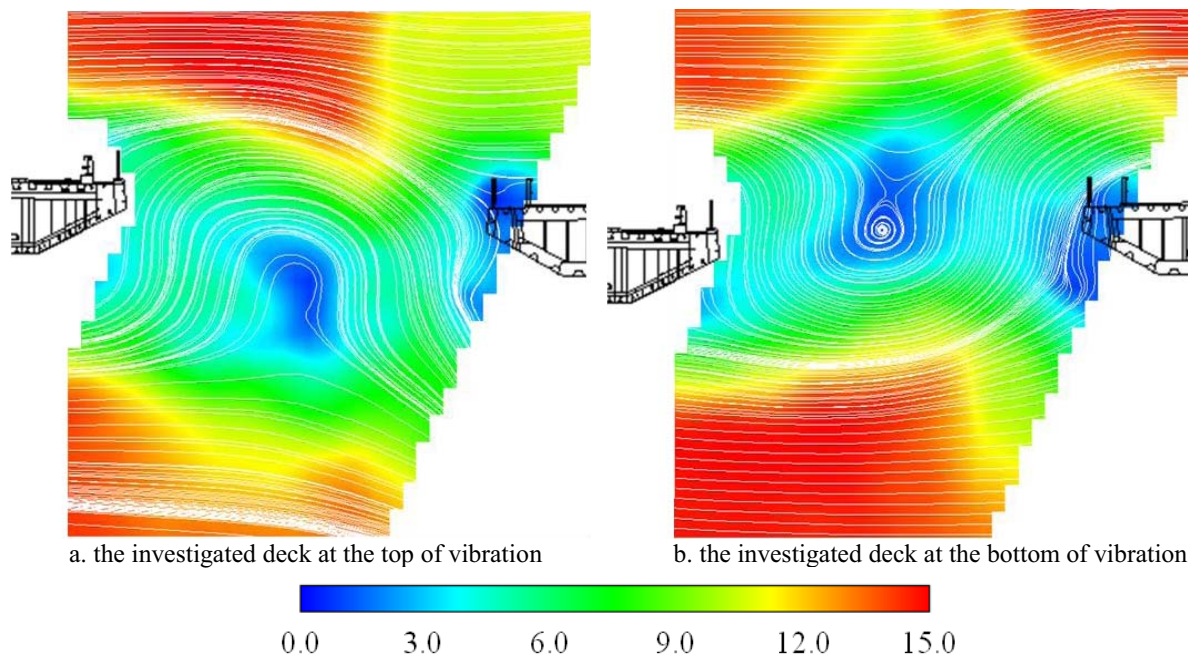 a. the investigated deck at the top of vibration
b. the investigated deck at the bottom of vibration
0.0 3.0 6.0 9.0 12.0 15.0